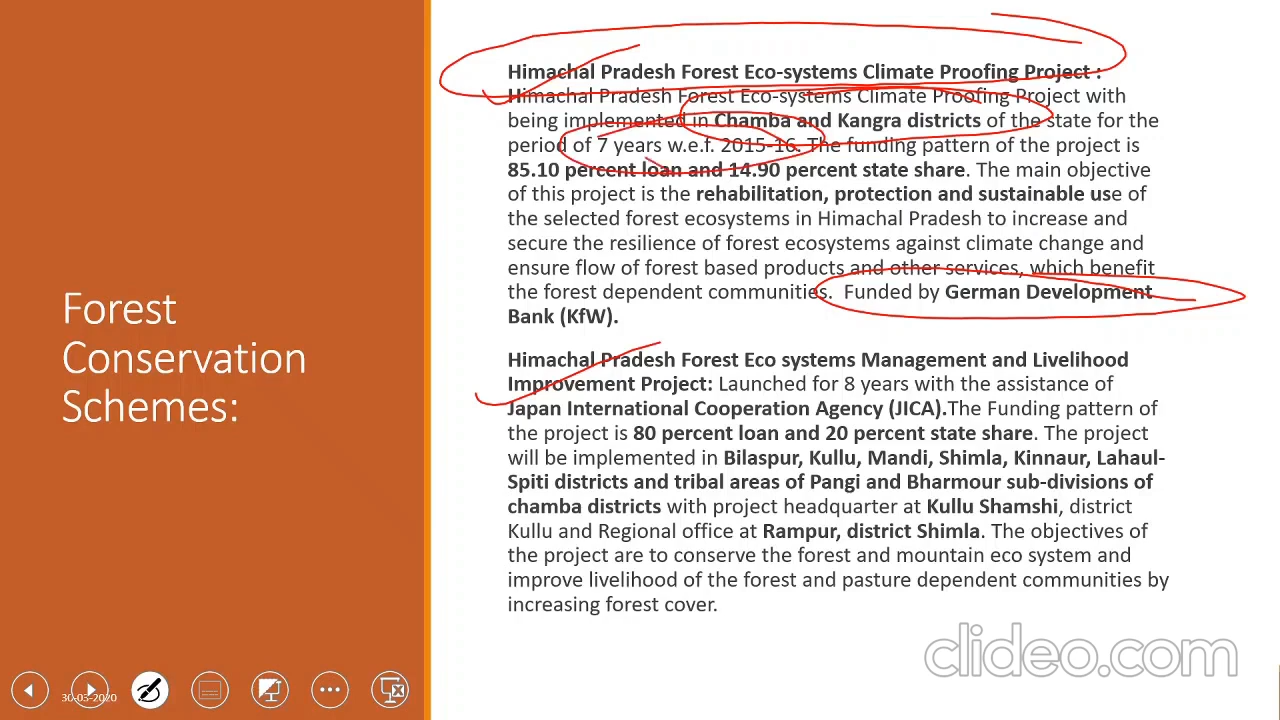 Forest
Conservation
Schemes:
Himachal Pradesh Forest Eco-systems Climate Proofing Project :
Himachal Pradesh Forest Eco-systems Climate Proofing Project with
being implemented in Chamba and Kangra districts of the state for the
period of 7 years w.e.f. 2015-16. The funding pattern of the project is
85.10 percent loan and 14.90 percent state share. The main objective
of this project is the rehabilitation, protection and sustainable use of
the selected forest ecosystems in Himachal Pradesh to increase and
secure the resilience of forest ecosystems against climate change and
ensure flow of forest based products and other services, which benefit
the forest dependent communities. Funded by German Development
Bank (KfW).
Himachal Pradesh Forest Eco systems Management and Livelihood
Improvement Project: Launched for 8 years with the assistance of
Japan International Cooperation Agency (JICA).The Funding pattern of
the project is 80 percent loan and 20 percent state share. The project
will be implemented in Bilaspur, Kullu, Mandi, Shimla, Kinnaur, Lahaul-
Spiti districts and tribal areas of Pangi and Bharmour sub-divisions of
chamba districts with project headquarter at Kullu Shamshi, district
Kullu and Regional office at Rampur, district Shimla. The objectives of
the project are to conserve the forest and mountain eco system and
improve livelihood of the forest and pasture dependent communities by
increasing forest cover.
30-03-2020
clideo.com